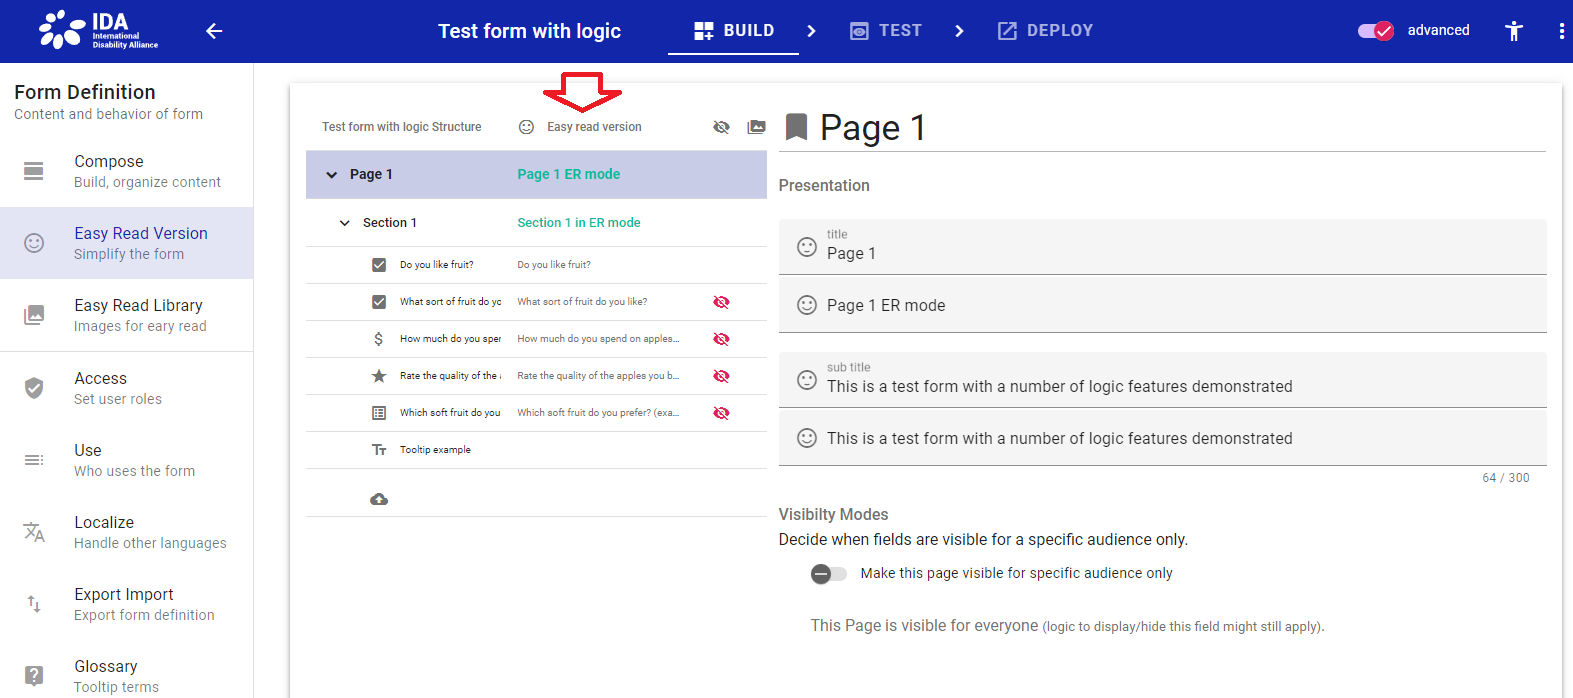 IDA
International
Disability Alliance
Test form with logic
BUILD
TEST
DEPLOY
advanced
Form Definition
Content and behavior of form
Compose
Build, organize content
Easy Read Version
Simplify the form
Easy Read Library
Images for eary read
Access
Set user roles
Use
Who uses the form
Localize
Handle other languages
Export Import
Export form definition
Glossary
Tooltip terms
Test form with logic Structure
Easy read version
Page 1
Page 1 ER mode
Section 1
Section 1 in ER mode
Do you like fruit?
Do you like fruit?
What sort of fruit do yo
What sort of fruit do you like?
How much do you sper
How much do you spend on apples...
Rate the quality of the
Rate the quality of the apples you b...
Which soft fruit do you
Which soft fruit do you prefer? (exa...
Tooltip example
Page 1
Presentation
title
Page 1
Page 1 ER mode
sub title
This is a test form with a number of logic features demonstrated
This is a test form with a number of logic features demonstrated
64 / 300
Visibilty Modes
Decide when fields are visible for a specific audience only.
Make this page visible for specific audience only
This Page is visible for everyone (logic to display/hide this field might still apply).